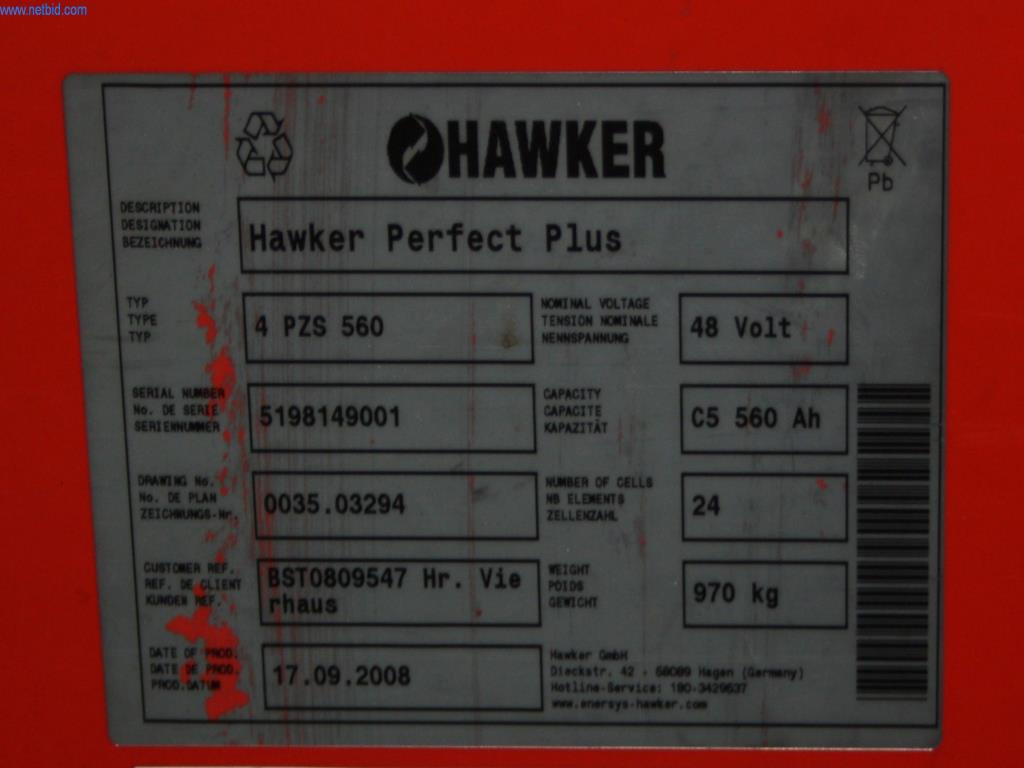 www.netbid.com
HAWKER
Pb
DESCRIPTION
DESIGNATION
BEZEICHNUNG
Hawker Perfect Plus
TYP
TYPE
TYP
4 PZS 560
NOMINAL VOLTAGE
TENSION NOMINALE
NENNSPANNUNG
48 Volt
SERIAL NUMBER
No. DE SERIE
SERIENNUMMER
5198149001
CAPACITY
CAPACITE
KAPAZITÄT
C5 560 Ah
DRAWING No.
No. DE PLAN
ZEICHNUNGS-Nr.
0035.03294
NUMBER OF CELLS
NB ELEMENTS
ZELLENZAHL
24
CUSTOMER REF.
REF. DE CLIENT
KUNDEN REF.
BST0809547 Hr. Vie
rhaus
WEIGHT
POIDS
GEWICHT
970 kg
DATE OF PROD.
DATE DE PROD.
PROD.DATUM
17.09.2008
Hawker GmbH
Dieckstr. 42 - 58089 Hagen (Germany)
Hotline-Service: 180-3429537
www.enersys-hawker.com